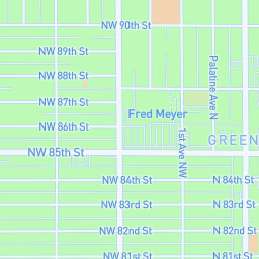 NW 90th St
NW 89th St
NW 88th St
NW 87th St
Palatine Ave N
Fred Meyer
NW 86th St
1st Ave NW
GREEN
NW 85th St
NW 84th St
N 84th St
NW 83rd St
N 83rd St
NW 82nd St
N 82nd St
NW 81st St
N 81st St